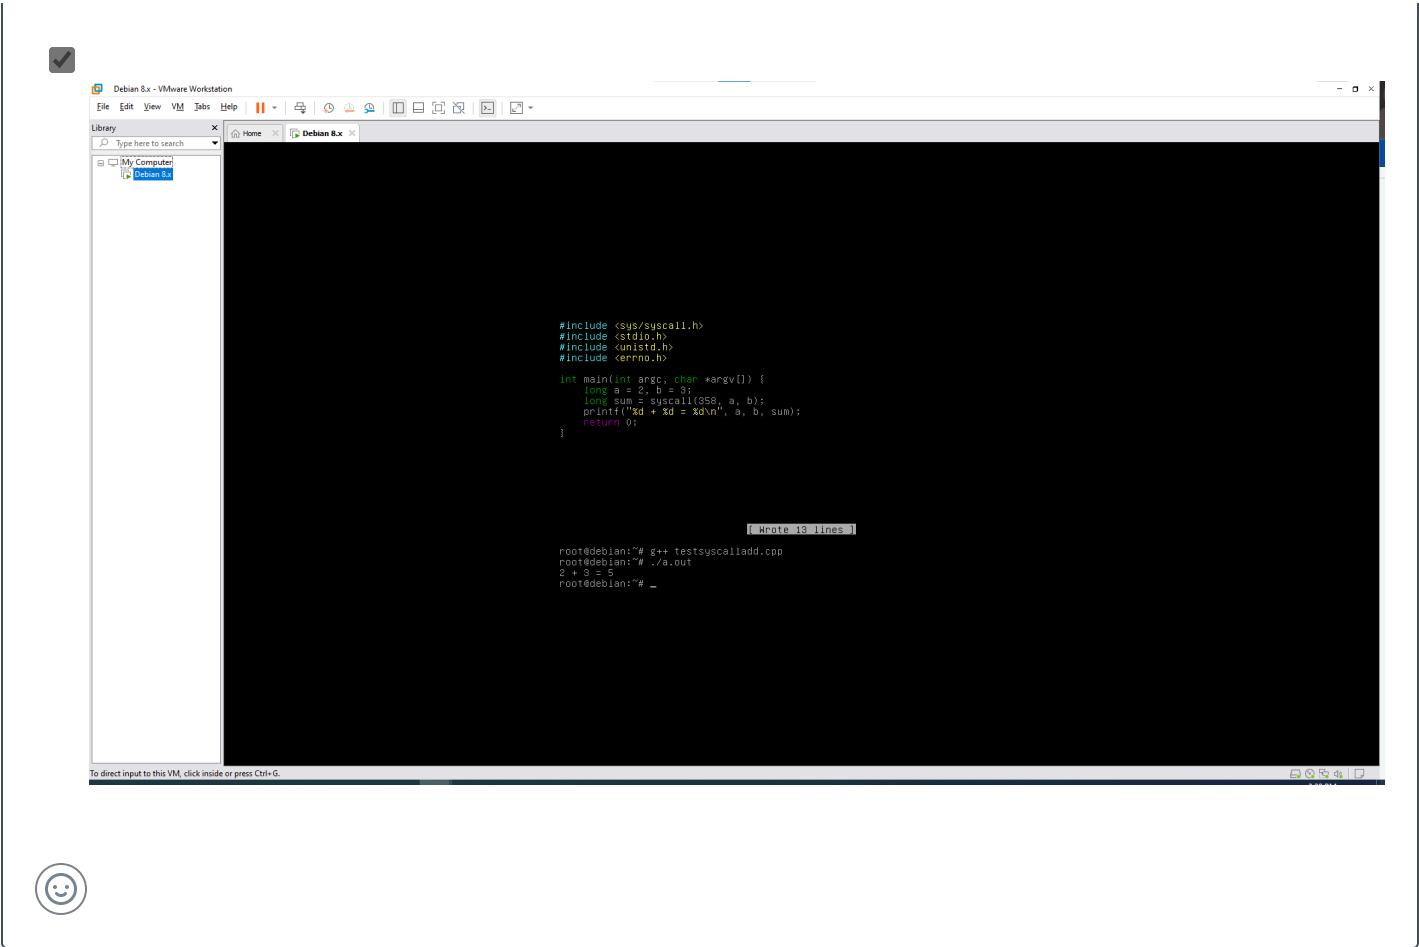 Debian 8.x - VMware Workstation
File Edit View VM Tabs Help
Library
Type here to search
Home
Debian 8.x
My Computer
Debian 8.x
#include <sys/syscall.h>
#include <stdio.h>
#include <unistd.h>
#include <errno.h>
int main(int argc, char *argv[]) {
long a = 2, b = 3;
long sum = syscall(358, a, b);
printf("%d + %d = %d\n", a, b, sum);
return 0;
}
[ Wrote 13 lines ]
root@debian:~# g++ testsyscalladd.cpp
root@debian:~# ./a.out
2 + 3 = 5
root@debian:~# _
To direct input to this VM, click inside or press Ctrl+G.